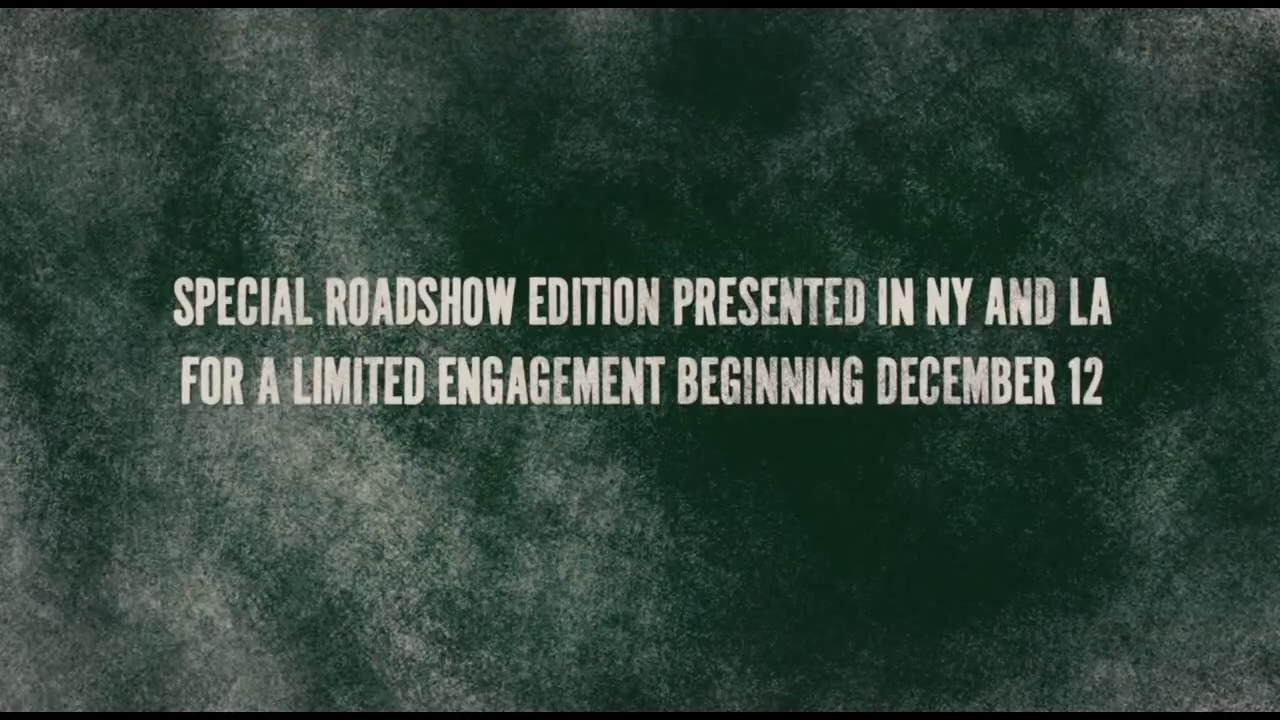 SPECIAL ROADSHOW EDITION PRESENTED IN NY AND LA
FOR A LIMITED ENGAGEMENT BEGINNING DECEMBER 12